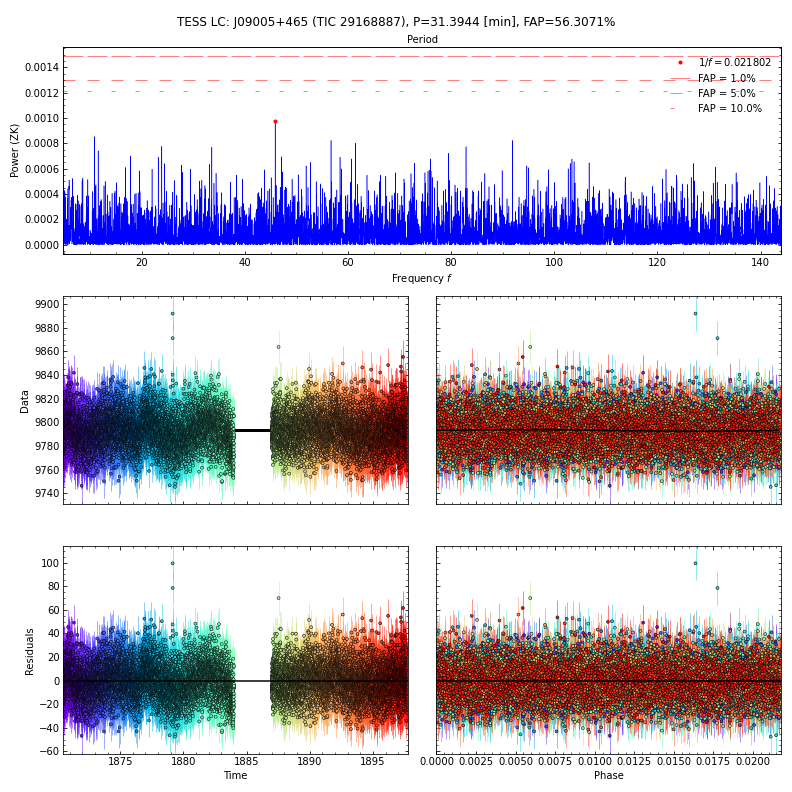 TESS LC: J09005+465 (TIC 29168887), P=31.3944 [min], FAP=56.3071%
Period
1/f = 0.021802
FAP = 1.0%
FAP = 5.0%
FAP = 10.0%
Power (ZK)
0.0014
0.0012
0.0010
0.0008
0.0006
0.0004
0.0002
0.0000
20 40 60 80 100 120 140
Frequency f
Data
9900
9880
9860
9840
9820
9800
9780
9760
9740
Residuals
100
80
60
40
20
0
−20
−40
−60
1875 1880 1885 1890 1895
Time
0.0000 0.0025 0.0050 0.0075 0.0100 0.0125 0.0150 0.0175 0.0200
Phase